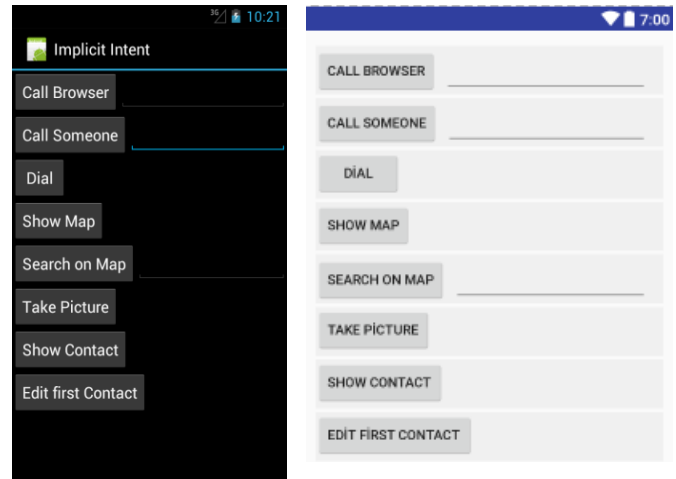 3G 10:21
Implicit Intent
Call Browser
Call Someone
Dial
Show Map
Search on Map
Take Picture
Show Contact
Edit first Contact
7:00
CALL BROWSER
CALL SOMEONE
DİAL
SHOW MAP
SEARCH ON MAP
TAKE PİCTURE
SHOW CONTACT
EDİT FİRST CONTACT